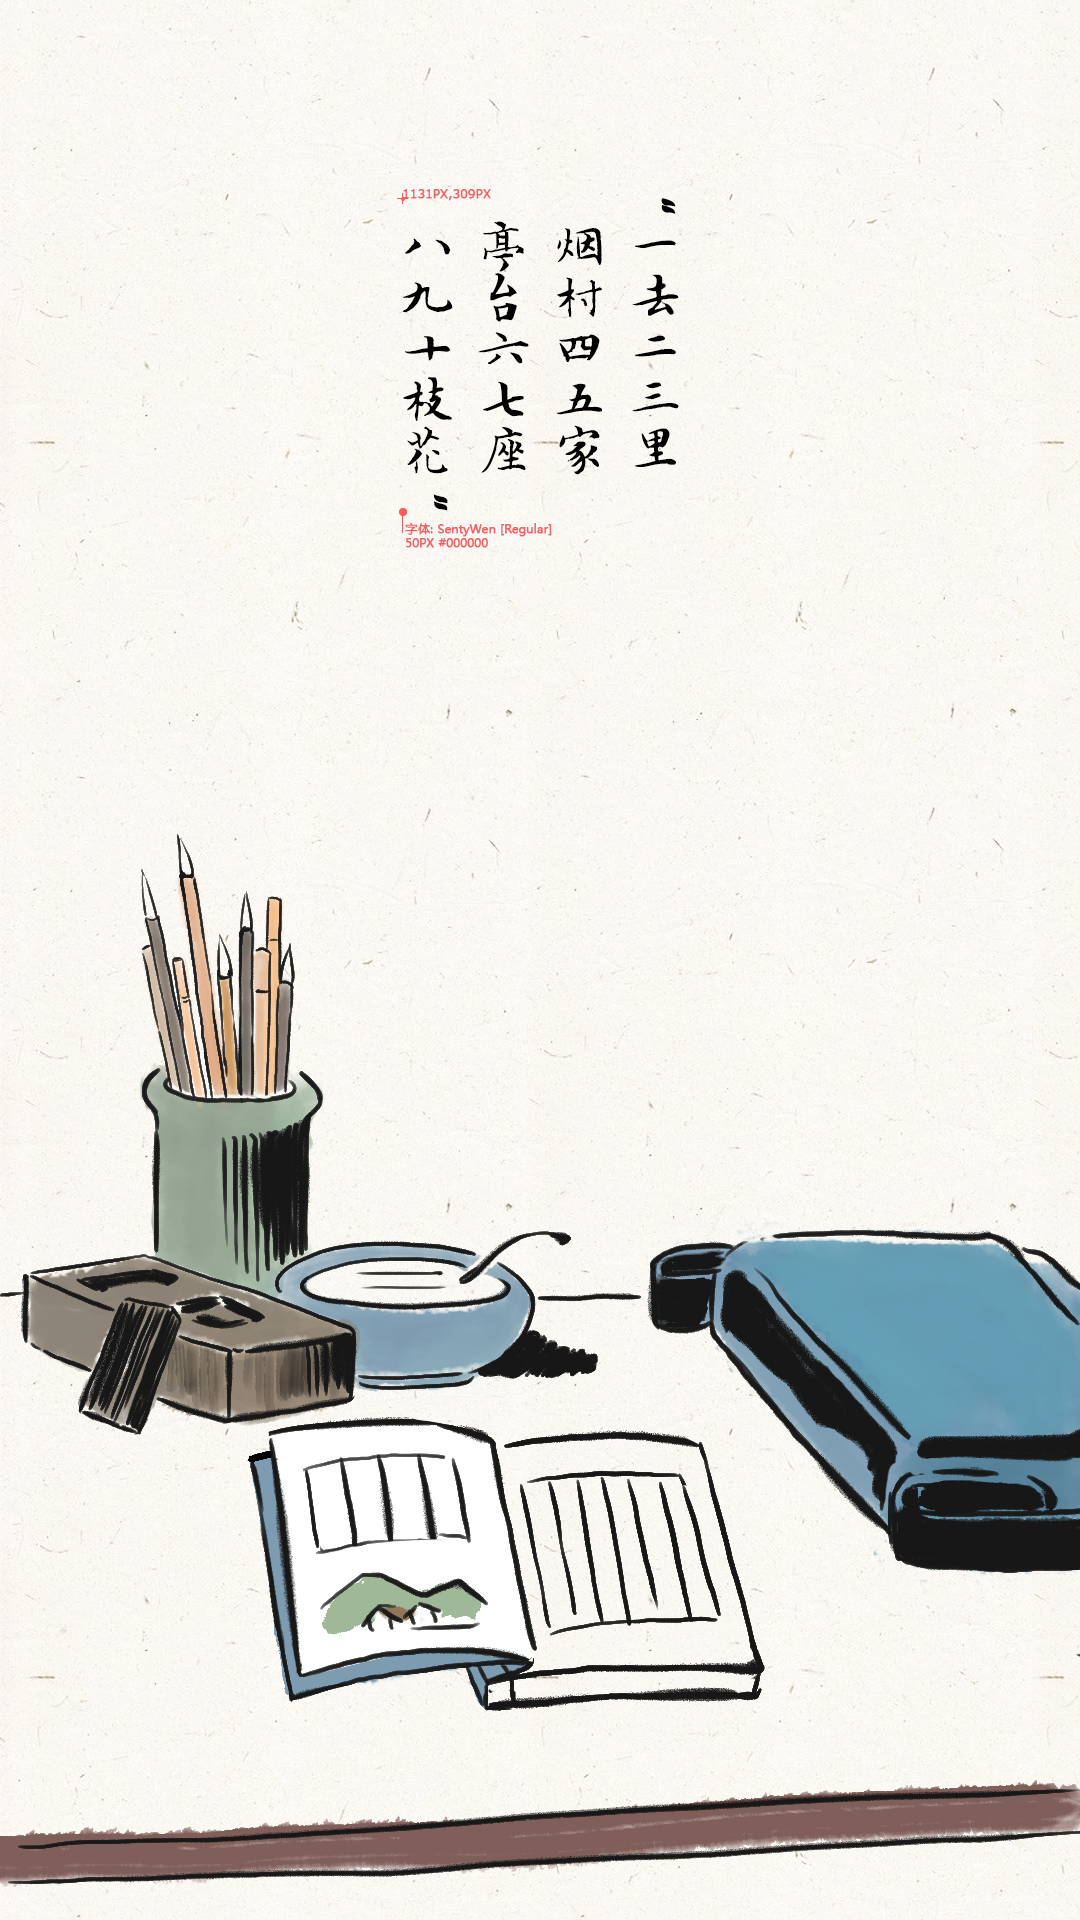 1131PX,309PX
“一去二三里
烟村四五家
亭台六七座
八九十枝花”
字体: SentyWen [Regular]
50PX #000000